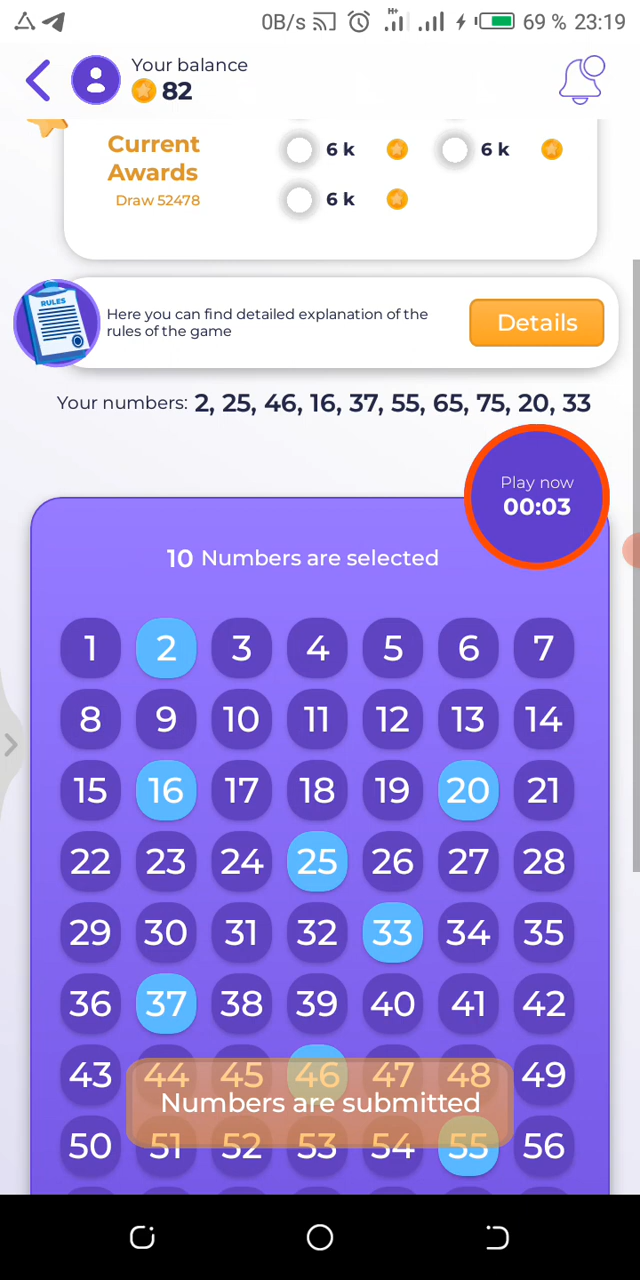 0B/s H+ 69 % 23:19
Your balance
82
Current
Awards
Draw 52478
6 k 6 k
6 k
RULES
Here you can find detailed explanation of the
rules of the game
Details
Your numbers: 2, 25, 46, 16, 37, 55, 65, 75, 20, 33
Play now
00:03
10 Numbers are selected
1 2 3 4 5 6 7
8 9 10 11 12 13 14
15 16 17 18 19 20 21
22 23 24 25 26 27 28
29 30 31 32 33 34 35
36 37 38 39 40 41 42
43 44 45 46 47 48 49
Numbers are submitted
50 51 52 53 54 55 56